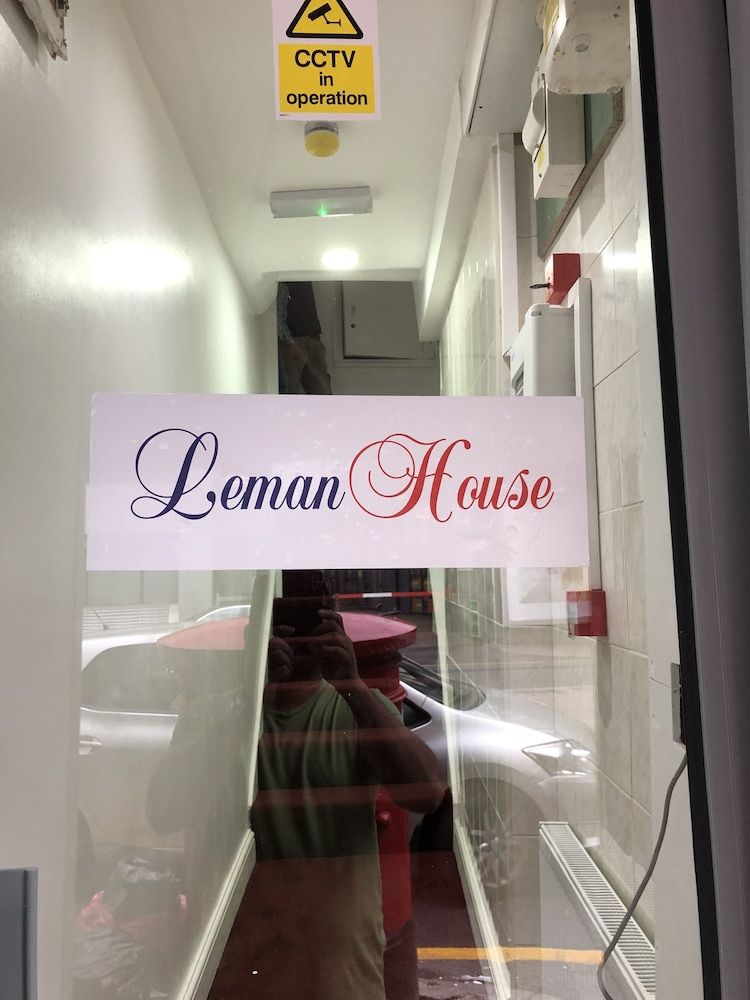 CCTV
in
operation
Leman House